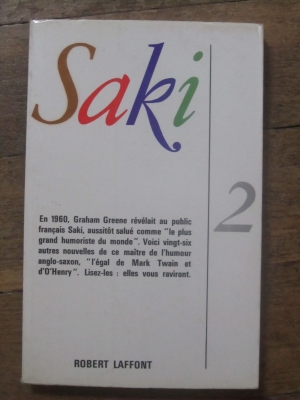 Saki
2
En 1960, Graham Greene révélait au public
français Saki, aussitôt salué comme "le plus
grand humoriste du monde". Voici vingt-six
autres nouvelles de ce maître de l'humour
anglo-saxon, "l'égal de Mark Twain et
d'O'Henry". Lisez-les : elles vous raviront.
ROBERT LAFFONT